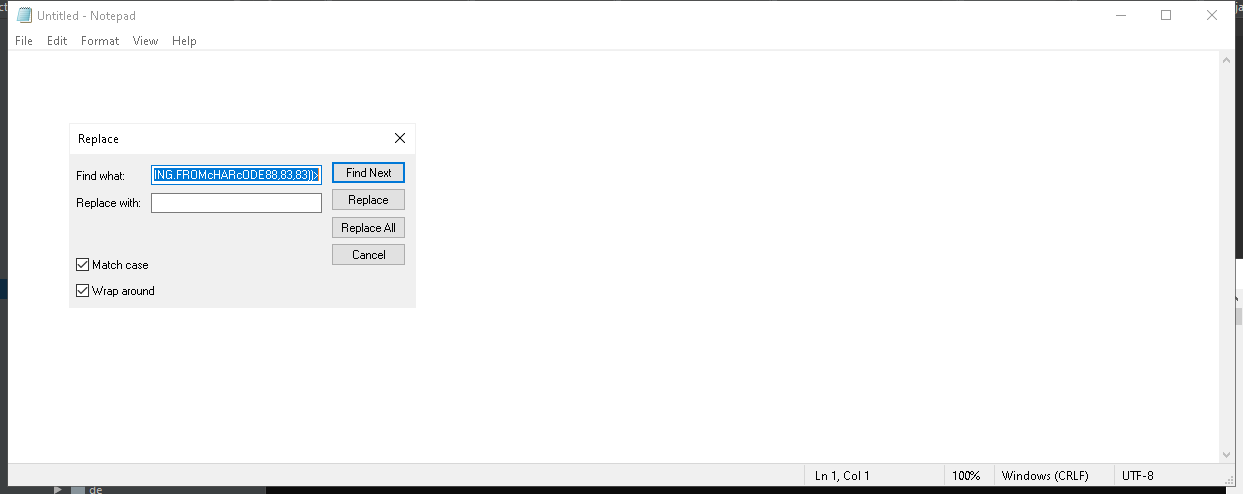 Untitled - Notepad
File Edit Format View Help
Replace
Find what: ING.FROMcHARcODE88,83,83))>
Find Next
Replace with:
Replace
Replace All
Cancel
Match case
Wrap around
Ln 1, Col 1 100% Windows (CRLF) UTF-8
de